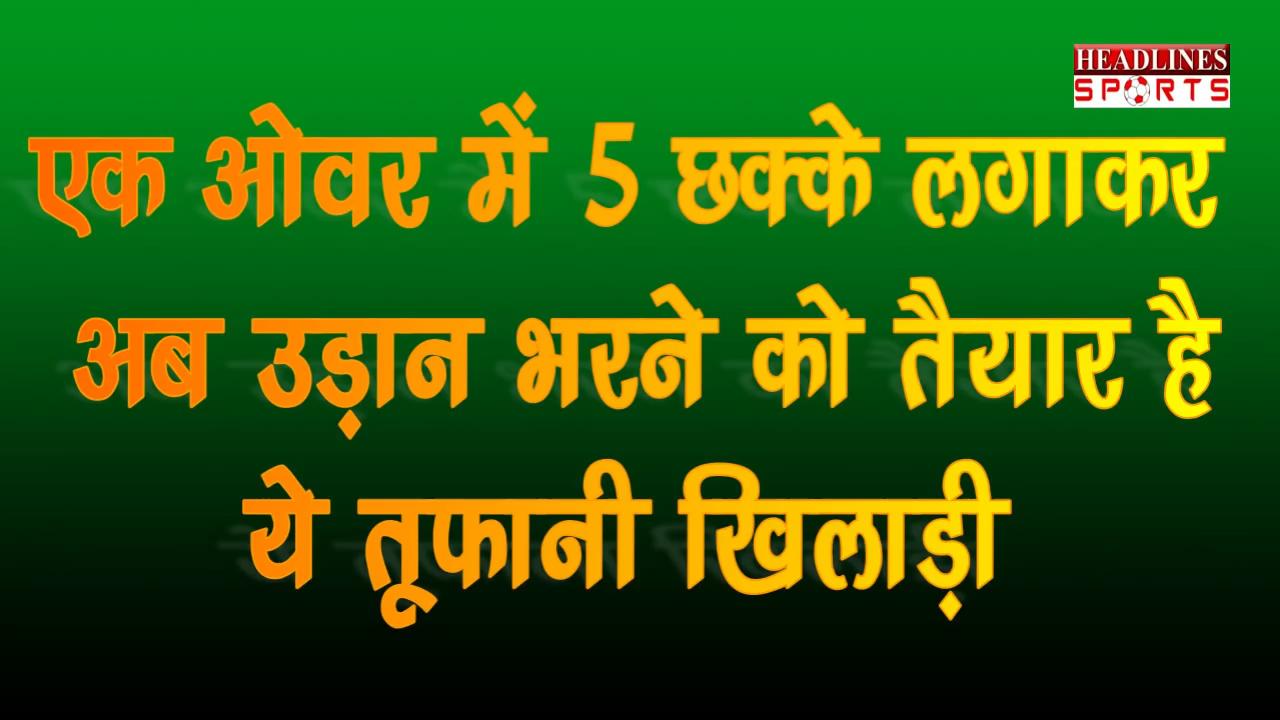 HEADLINES
SPORTS
एक ओवर में 5 छक्के लगाकर
अब उड़ान भरने को तैयार है
ये तूफानी खिलाड़ी